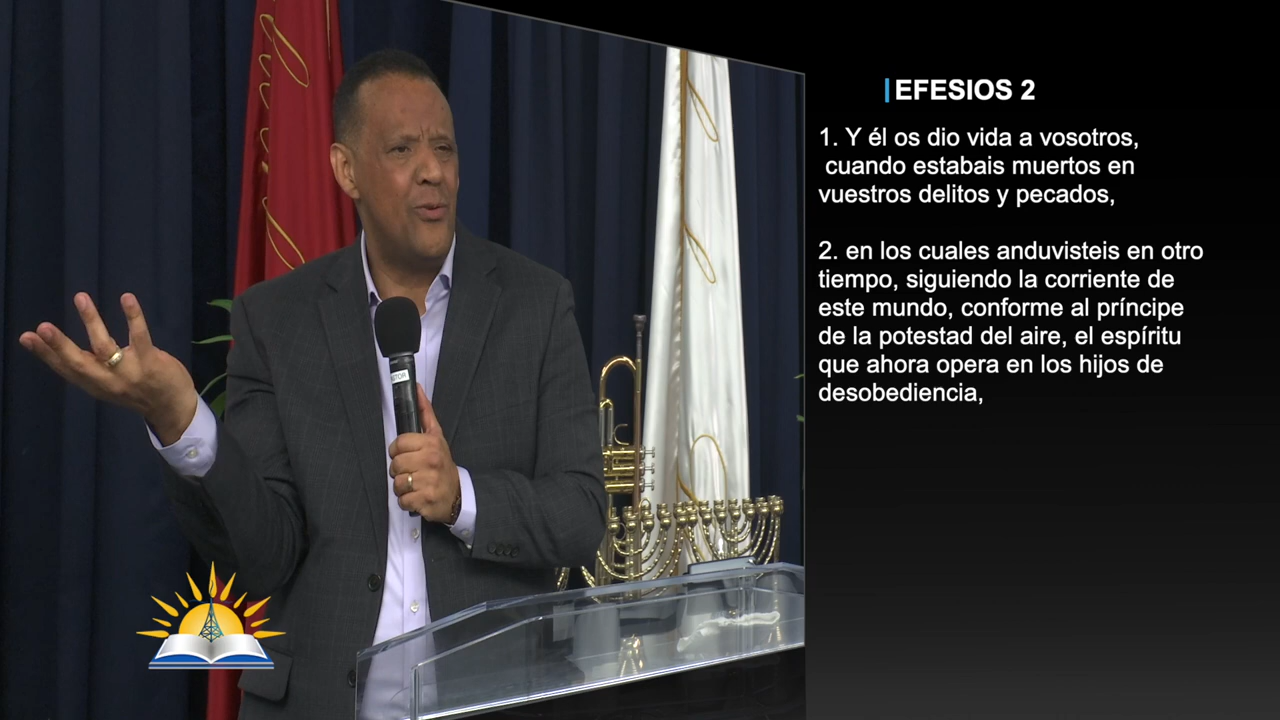 EFESIOS 2
1. Y él os dio vida a vosotros,
cuando estabais muertos en
vuestros delitos y pecados,
2. en los cuales anduvisteis en otro
tiempo, siguiendo la corriente de
este mundo, conforme al príncipe
de la potestad del aire, el espíritu
que ahora opera en los hijos de
desobediencia,